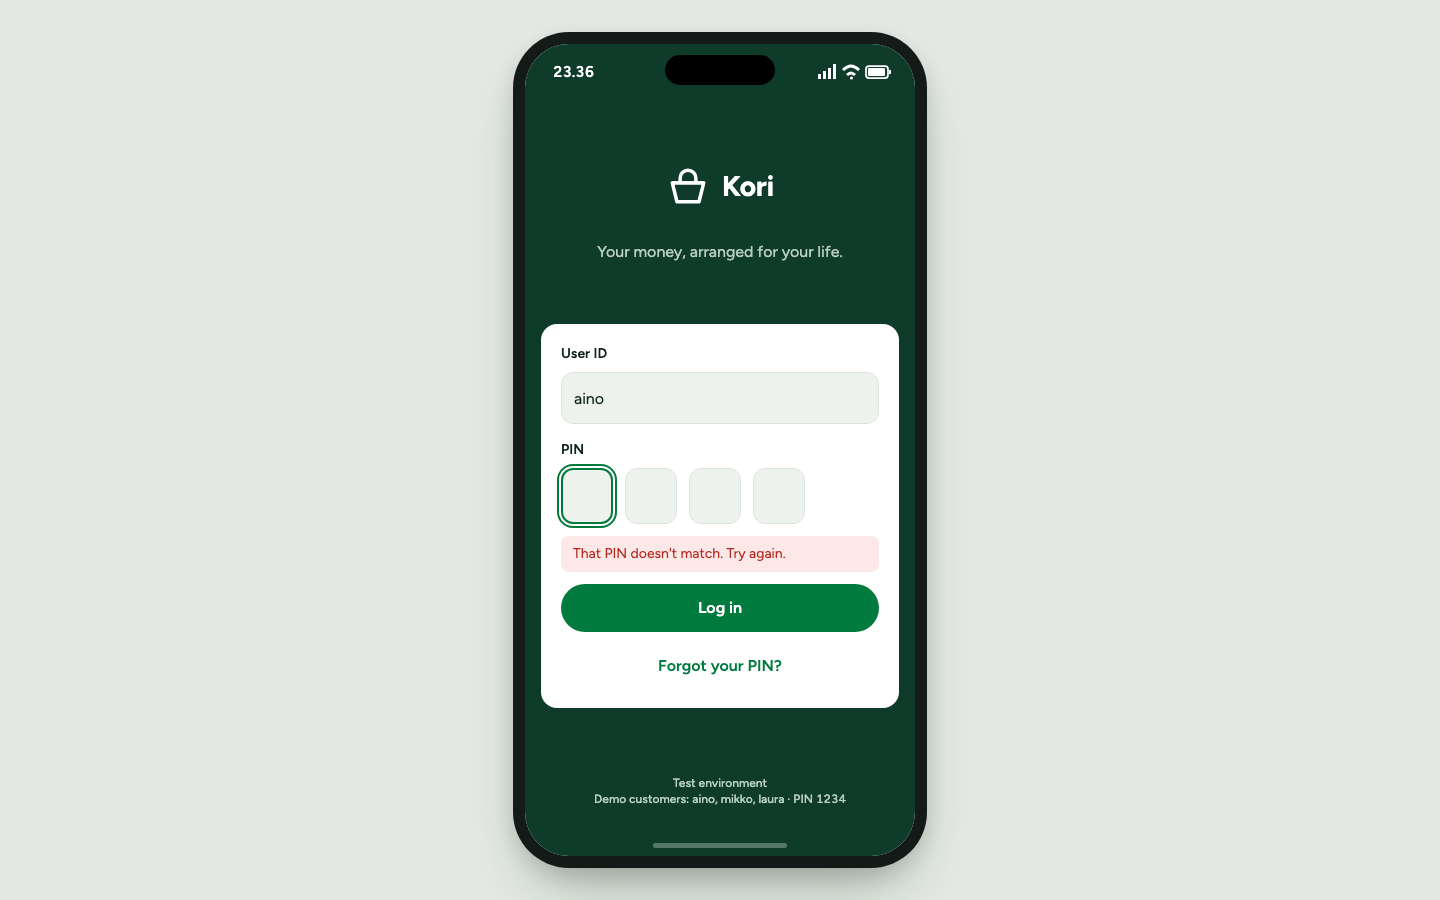 23.36
Kori
Your money, arranged for your life.
User ID
aino
PIN
That PIN doesn't match. Try again.
Log in
Forgot your PIN?
Test environment
Demo customers: aino, mikko, laura · PIN 1234